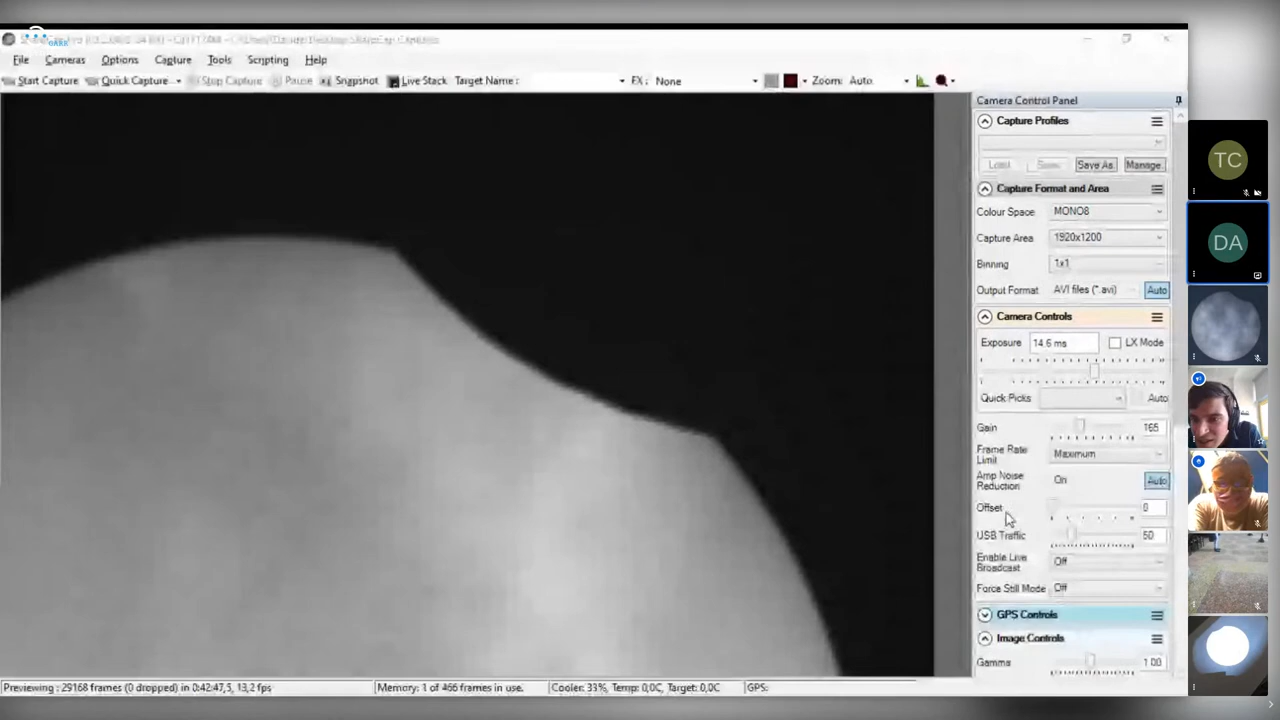 File Cameras Options Capture Tools Scripting Help
Start Capture Quick Capture Stop Capture Pause Snapshot Live Stack Target Name : FX : None Zoom: Auto
Camera Control Panel
Capture Profiles
Load Save Save As Manage
Capture Format and Area
Colour Space MONO8
Capture Area 1920x1200
Binning 1x1
Output Format AVI files (*.avi) Auto
Camera Controls
Exposure 14.6 ms LX Mode
Quick Picks Auto
Gain 165
Frame Rate Limit Maximum
Amp Noise Reduction On Auto
Offset 8
USB Traffic 50
Enable Live Broadcast Off
Force Still Mode Off
GPS Controls
Image Controls
Gamma 1.00
Previewing : 29168 frames (0 dropped) in 0:42:47,5, 13,2 fps Memory: 1 of 466 frames in use. Cooler: 33%, Temp: 0,0C, Target: 0,0C GPS:
TC
DA